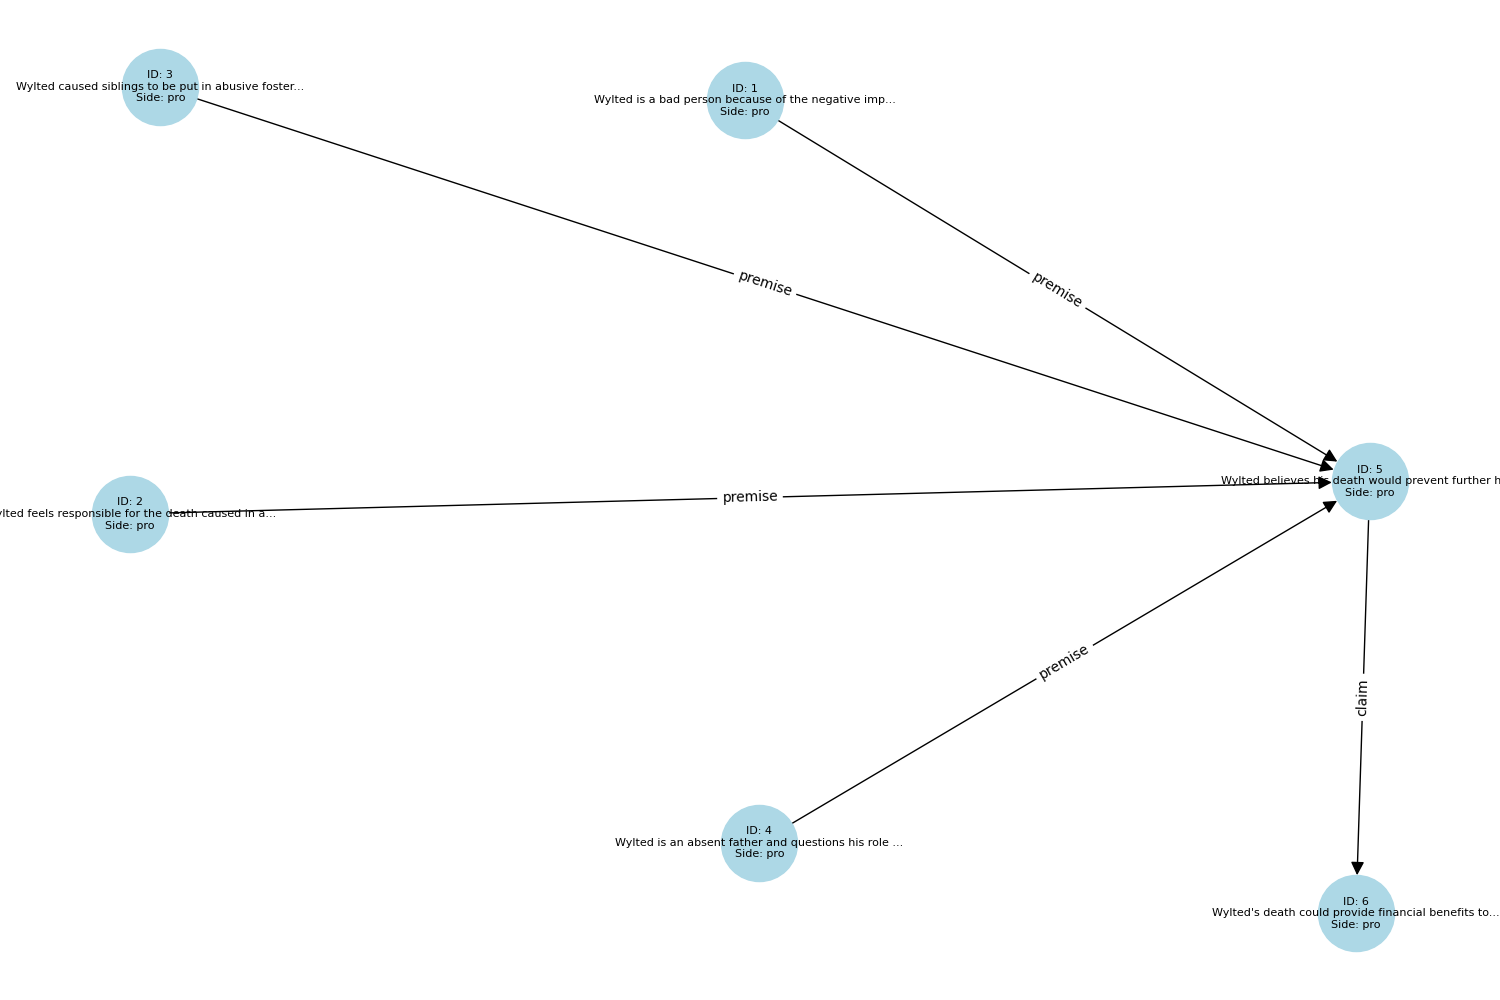 ID: 3
Wylted caused siblings to be put in abusive foster...
Side: pro
ID: 1
Wylted is a bad person because of the negative imp...
Side: pro
premise
premise
ID: 5
Wylted believes his death would prevent further h
Side: pro
ID: 2
ylted feels responsible for the death caused in a...
Side: pro
premise
premise
claim
ID: 4
Wylted is an absent father and questions his role ...
Side: pro
ID: 6
Wylted's death could provide financial benefits to...
Side: pro